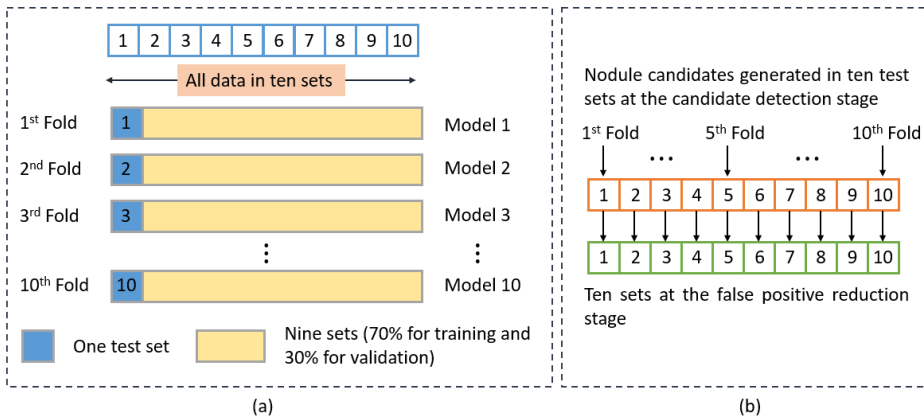 1 2 3 4 5 6 7 8 9 10
All data in ten sets
1st Fold 1 Model 1
2nd Fold 2 Model 2
3rd Fold 3 Model 3
⋮ ⋮
10th Fold 10 Model 10
One test set
Nine sets (70% for training and
30% for validation)
(a)
Nodule candidates generated in ten test
sets at the candidate detection stage
1st Fold 5th Fold 10th Fold
... ...
1 2 3 4 5 6 7 8 9 10
1 2 3 4 5 6 7 8 9 10
Ten sets at the false positive reduction
stage
(b)